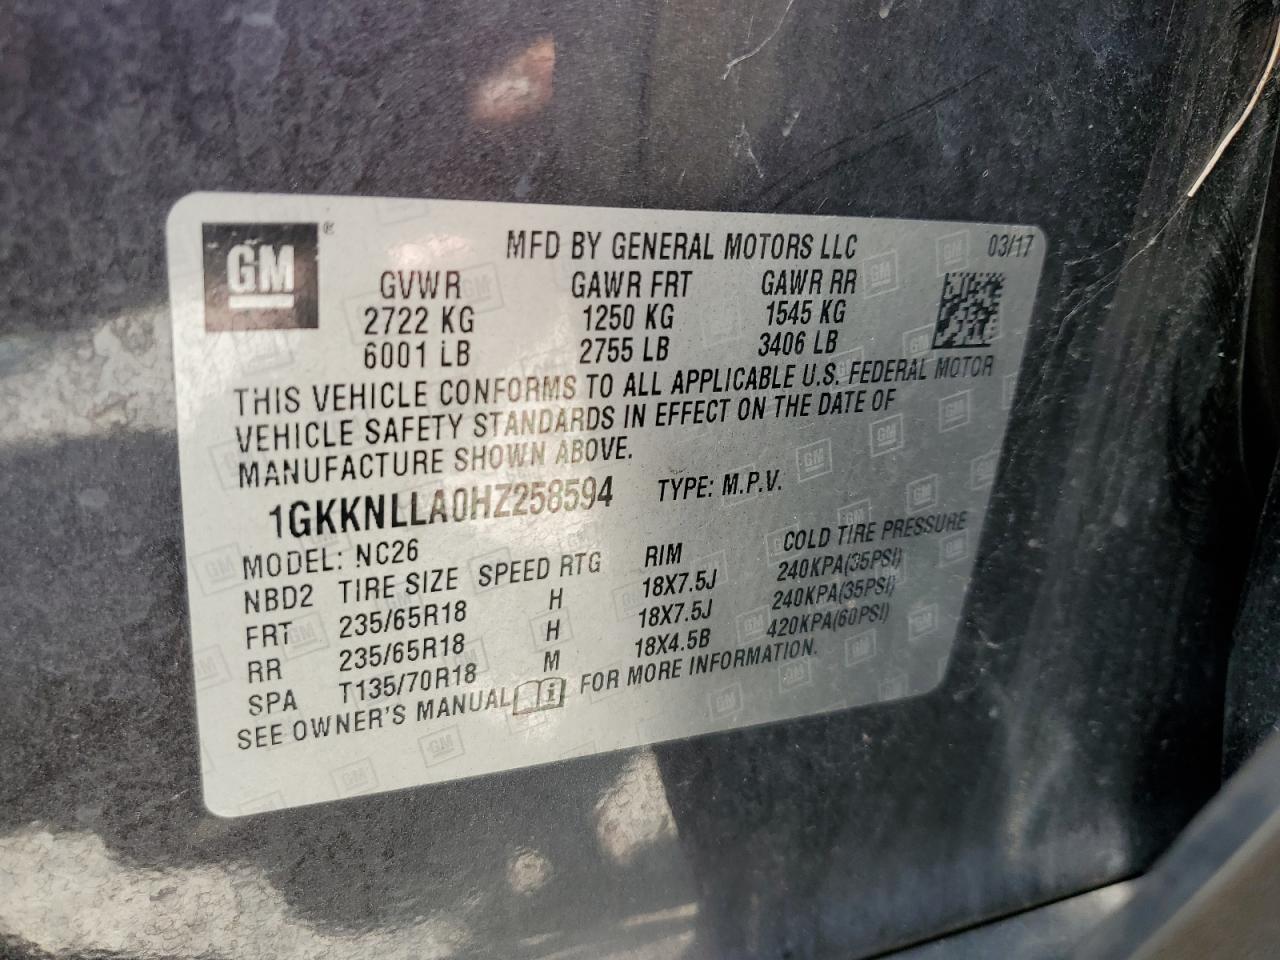 GM ® MFD BY GENERAL MOTORS LLC 03/17
GVWR GAWR FRT GAWR RR
2722 KG 1250 KG 1545 KG
6001 LB 2755 LB 3406 LB
THIS VEHICLE CONFORMS TO ALL APPLICABLE U.S. FEDERAL MOTOR
VEHICLE SAFETY STANDARDS IN EFFECT ON THE DATE OF
MANUFACTURE SHOWN ABOVE.
1GKKNLLA0HZ258594 TYPE: M.P.V.
MODEL: NC26
NBD2 TIRE SIZE SPEED RTG RIM COLD TIRE PRESSURE
FRT 235/65R18 H 18X7.5J 240KPA(35PSI)
RR 235/65R18 H 18X7.5J 240KPA(35PSI)
SPA T135/70R18 M 18X4.5B 420KPA(60PSI)
SEE OWNER'S MANUAL i FOR MORE INFORMATION.